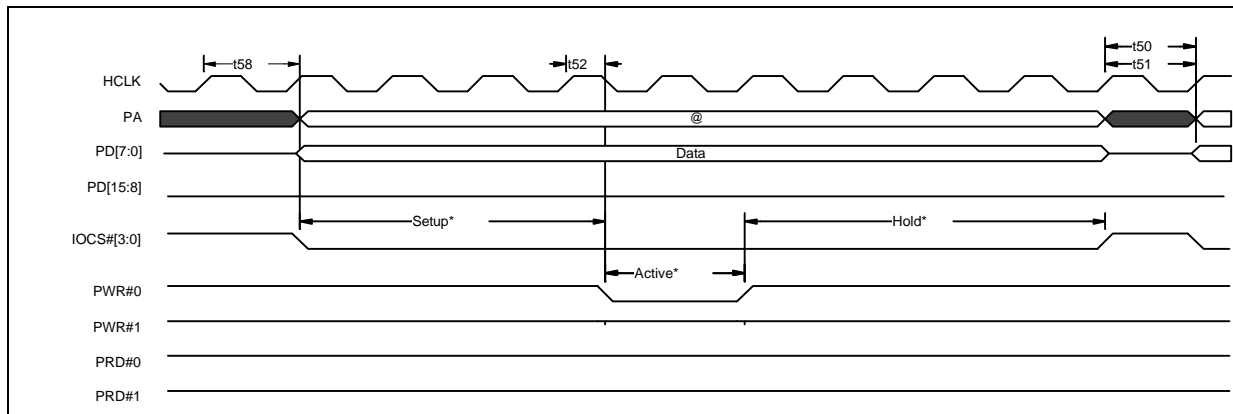 t58
t52
t50
HCLK
t51
PA
@
PD[7:0]
Data
PD[15:8]
Setup*
Hold*
IOCS#[3:0]
Active*
PWR#0
PWR#1
PRD#0
PRD#1